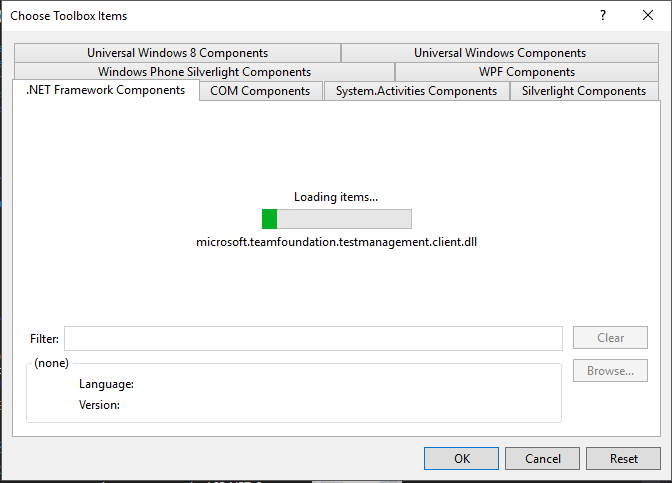 Choose Toolbox Items
?
Universal Windows 8 Components
Universal Windows Components
Windows Phone Silverlight Components
WPF Components
.NET Framework Components
COM Components
System.Activities Components
Silverlight Components
Loading items...
microsoft.teamfoundation.testmanagement.client.dll
Filter:
Clear
(none)
Browse...
Language:
Version:
OK
Cancel
Reset